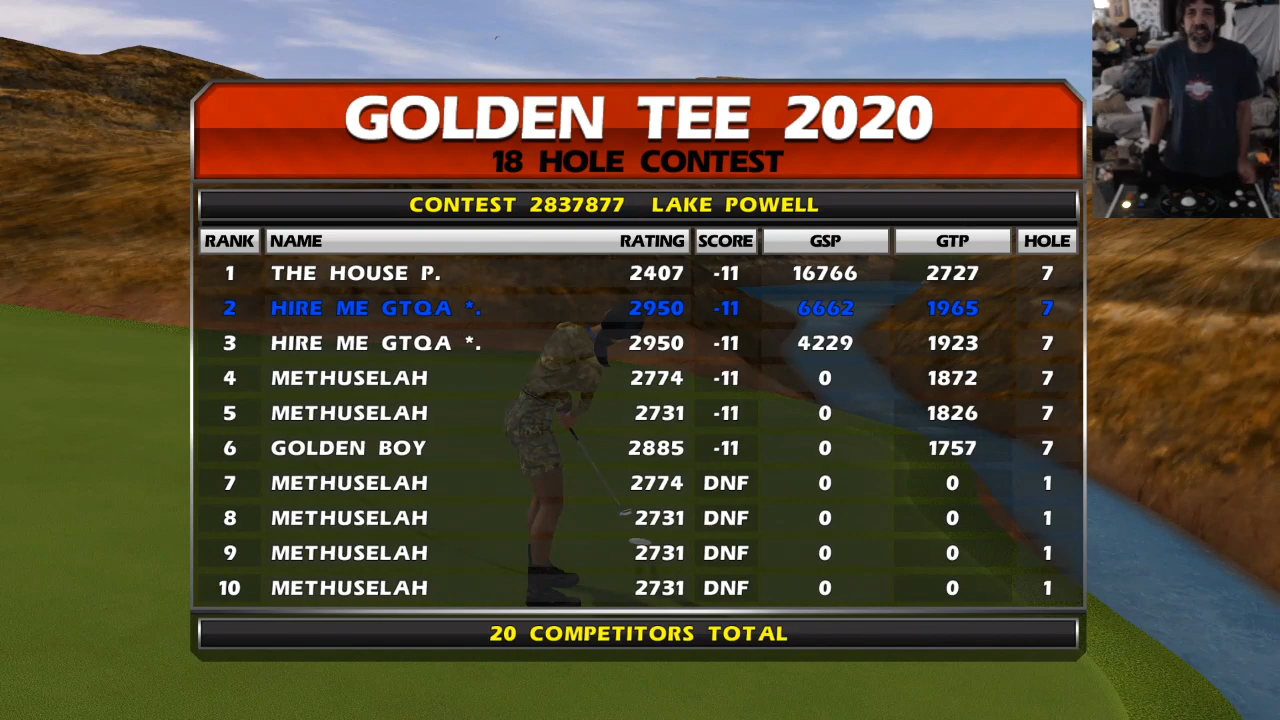 GOLDEN TEE 2020
18 HOLE CONTEST
CONTEST 2837877 LAKE POWELL
RANK NAME RATING SCORE GSP GTP HOLE
1 THE HOUSE P. 2407 -11 16766 2727 7
2 HIRE ME GTQA *. 2950 -11 6662 1965 7
3 HIRE ME GTQA *. 2950 -11 4229 1923 7
4 METHUSELAH 2774 -11 0 1872 7
5 METHUSELAH 2731 -11 0 1826 7
6 GOLDEN BOY 2885 -11 0 1757 7
7 METHUSELAH 2774 DNF 0 0 1
8 METHUSELAH 2731 DNF 0 0 1
9 METHUSELAH 2731 DNF 0 0 1
10 METHUSELAH 2731 DNF 0 0 1
20 COMPETITORS TOTAL